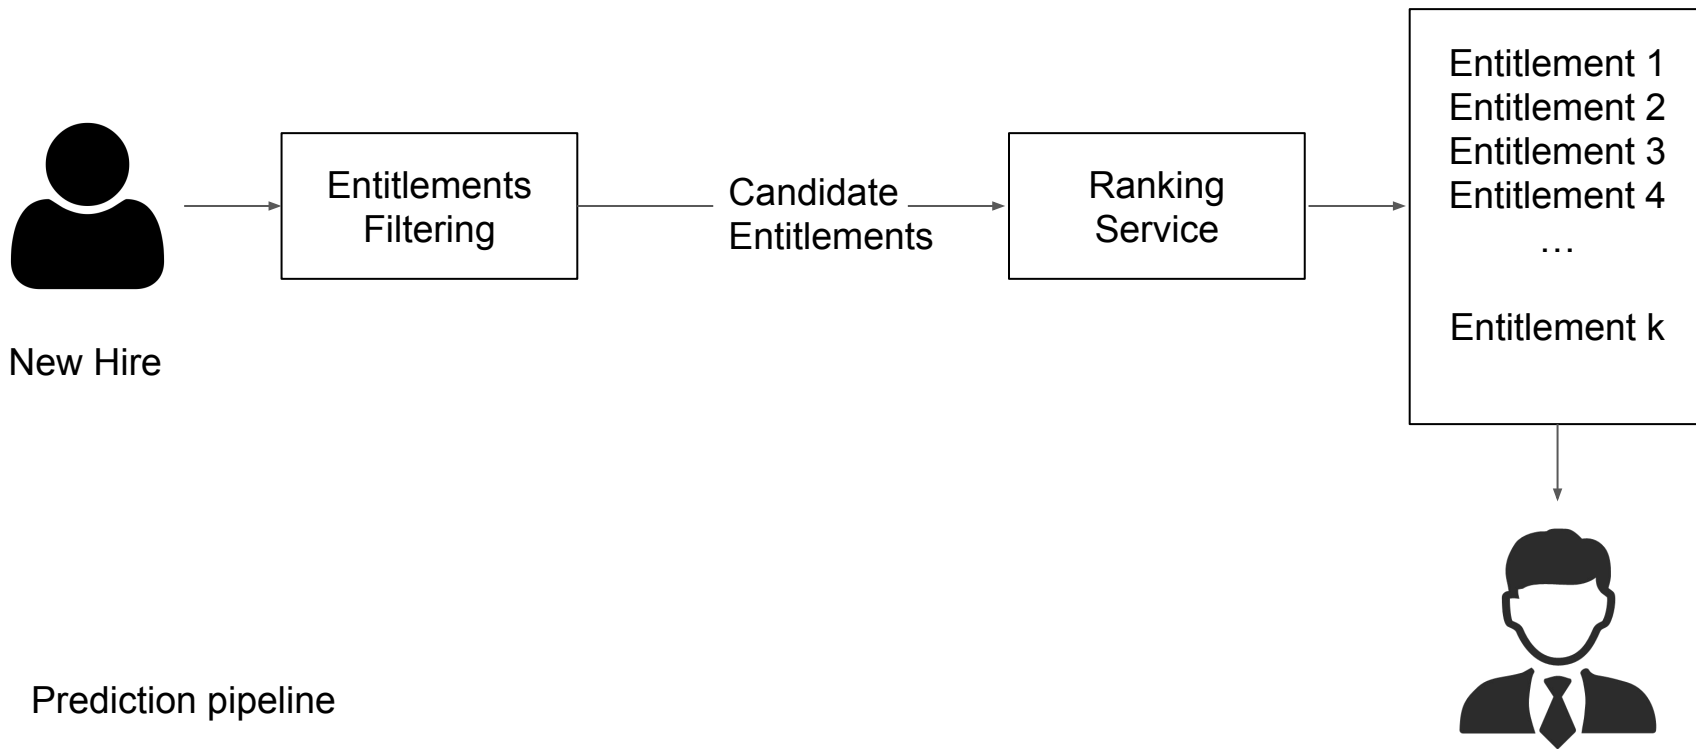 New Hire
Entitlements
Filtering
Candidate
Entitlements
Ranking
Service
Entitlement 1
Entitlement 2
Entitlement 3
Entitlement 4
...
Entitlement k
Prediction pipeline